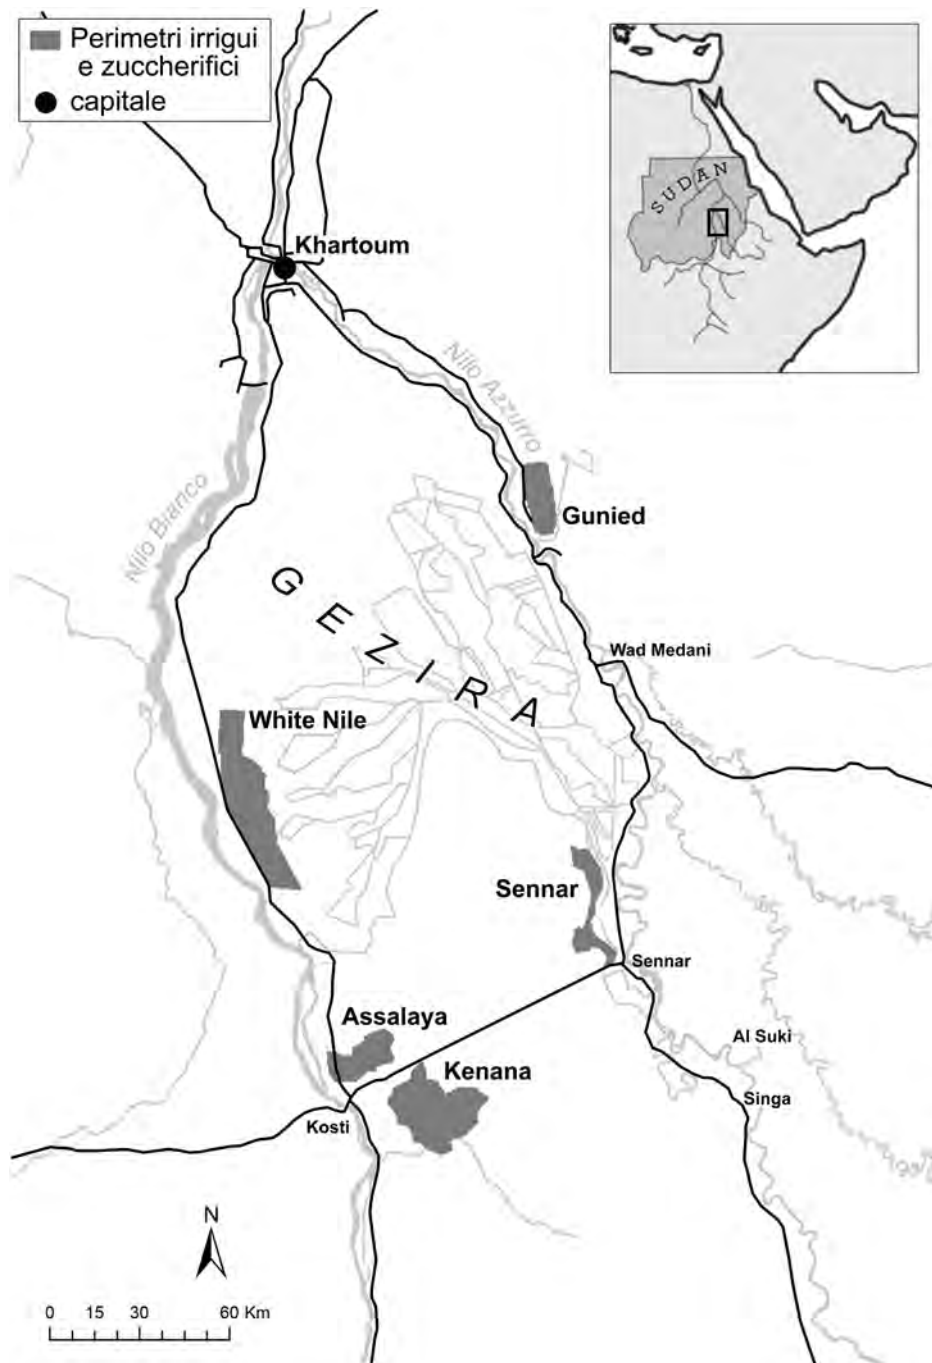 Perimetri irrigui
e zuccherifici
capitale
SUDAN
Khartoum
Nilo Azzurro
Nilo Bianco
Gunied
GEZIRA
Wad Medani
White Nile
Sennar
Sennar
Assalaya
Al Suki
Kenana
Singa
Kosti
N
0 15 30 60 Km